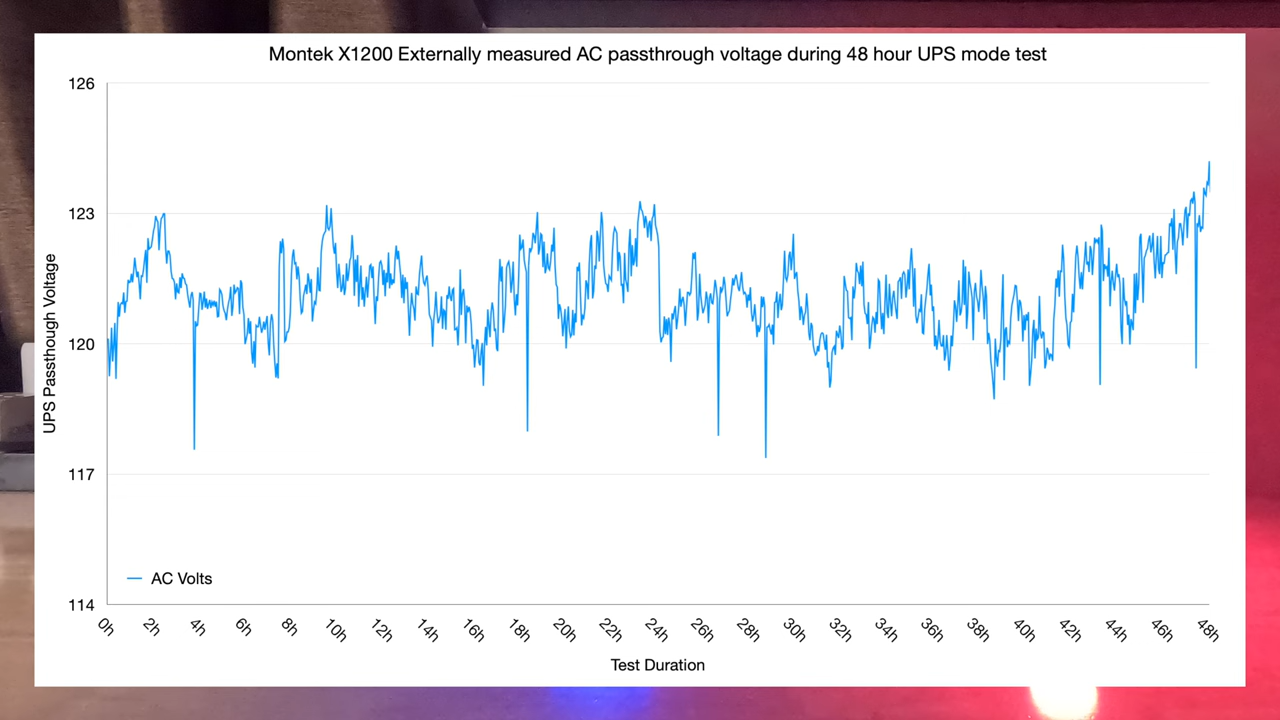 Montek X1200 Externally measured AC passthrough voltage during 48 hour UPS mode test
126
123
120
117
114
UPS Passthough Voltage
AC Volts
0h 2h 4h 6h 8h 10h 12h 14h 16h 18h 20h 22h 24h 26h 28h 30h 32h 34h 36h 38h 40h 42h 44h 46h 48h
Test Duration